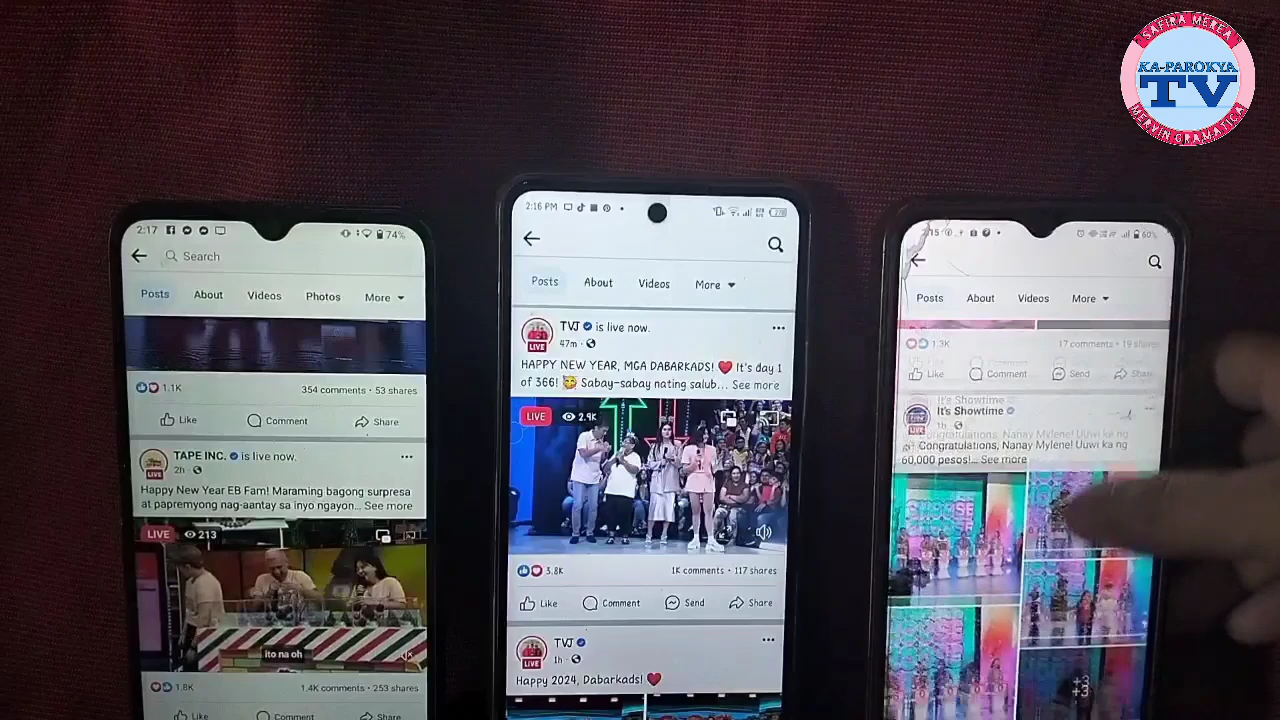 SAFIRA MEREA
KA-PAROKYA
TV
MERVIN GRAMATICA
2:17
74%
Search
Posts
About
Videos
Photos
More
1.1K
354 comments • 53 shares
Like
Comment
Share
TAPE INC. is live now.
LIVE
2h
Happy New Year EB Fam! Maraming bagong surpresa
at papremyong nag-aantay sa inyo ngayon... See more
LIVE
213
ito na oh
1.8K
1.4K comments • 253 shares
Like
Comment
Share
2:16 PM
Posts
About
Videos
More
TVJ is live now.
LIVE
47m
HAPPY NEW YEAR, MGA DABARKADS! ❤️ It's day 1
of 366! 🥰 Sabay-sabay nating salub... See more
LIVE
2.9K
3.8K
1K comments • 117 shares
Like
Comment
Send
Share
TVJ
LIVE
1h
Happy 2024, Dabarkads! ❤️
60%
Posts
About
Videos
More
1.3K
17 comments • 19 shares
Like
Comment
Send
Share
It's Showtime
It's Showtime
1h
Congratulations, Nanay Mylene! Uuwi ka ng
60,000 pesos!... See more
+3